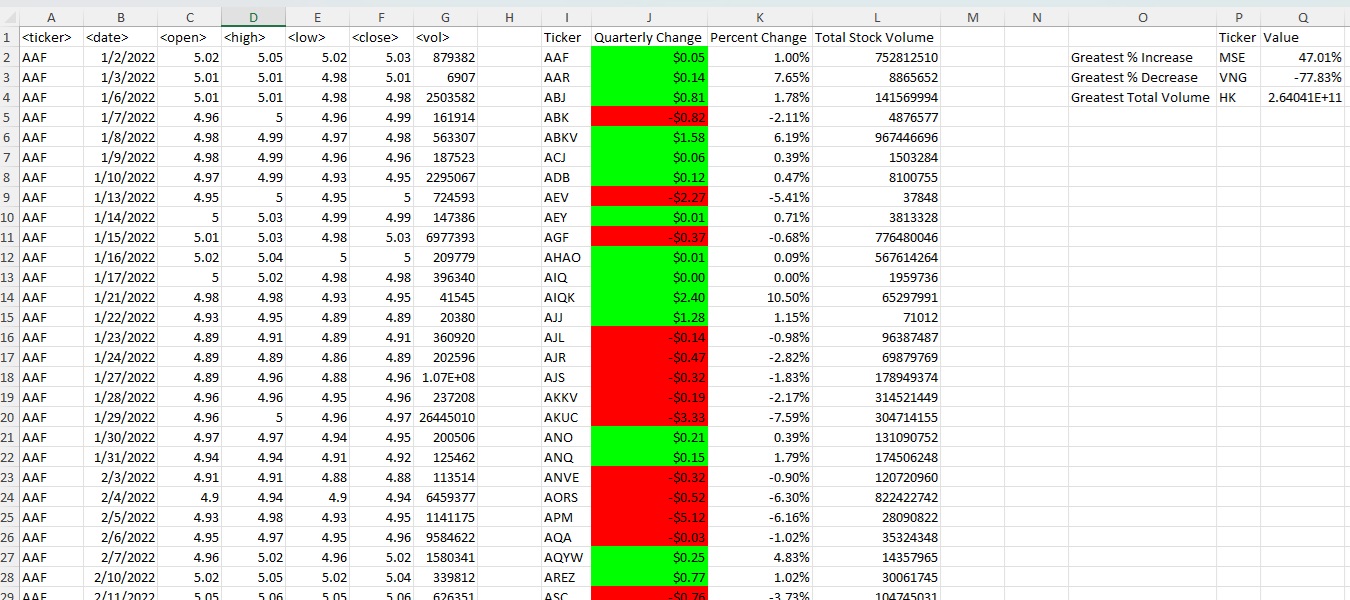 A B C D E F G H I J K L M N O P Q
1 <ticker> <date> <open> <high> <low> <close> <vol> Ticker Quarterly Change Percent Change Total Stock Volume Ticker Value
2 AAF 1/2/2022 5.02 5.05 5.02 5.03 879382 AAF $0.05 1.00% 752812510 Greatest % Increase MSE 47.01%
3 AAF 1/3/2022 5.01 5.01 4.98 5.01 6907 AAR $0.14 7.65% 8865652 Greatest % Decrease VNG -77.83%
4 AAF 1/6/2022 5.01 5.01 4.98 4.98 2503582 ABJ $0.81 1.78% 141569994 Greatest Total Volume HK 2.64041E+11
5 AAF 1/7/2022 4.96 5 4.96 4.99 161914 ABK -$0.82 -2.11% 4876577
6 AAF 1/8/2022 4.98 4.99 4.97 4.98 563307 ABKV $1.58 6.19% 967446696
7 AAF 1/9/2022 4.98 4.99 4.96 4.96 187523 ACJ $0.06 0.39% 1503284
8 AAF 1/10/2022 4.97 4.99 4.93 4.95 2295067 ADB $0.12 0.47% 8100755
9 AAF 1/13/2022 4.95 5 4.95 5 724593 AEV -$2.27 -5.41% 37848
10 AAF 1/14/2022 5 5.03 4.99 4.99 147386 AEY $0.01 0.71% 3813328
11 AAF 1/15/2022 5.01 5.03 4.98 5.03 6977393 AGF -$0.37 -0.68% 776480046
12 AAF 1/16/2022 5.02 5.04 5 5 209779 AHAO $0.01 0.09% 567614264
13 AAF 1/17/2022 5 5.02 4.98 4.98 396340 AIQ $0.00 0.00% 1959736
14 AAF 1/21/2022 4.98 4.98 4.93 4.95 41545 AIQK $2.40 10.50% 65297991
15 AAF 1/22/2022 4.93 4.95 4.89 4.89 20380 AJJ $1.28 1.15% 71012
16 AAF 1/23/2022 4.89 4.91 4.89 4.91 360920 AJL -$0.14 -0.98% 96387487
17 AAF 1/24/2022 4.89 4.89 4.86 4.89 202596 AJR -$0.47 -2.82% 69879769
18 AAF 1/27/2022 4.89 4.96 4.88 4.96 1.07E+08 AJS -$0.32 -1.83% 178949374
19 AAF 1/28/2022 4.96 4.96 4.95 4.96 237208 AKKV -$0.19 -2.17% 314521449
20 AAF 1/29/2022 4.96 5 4.96 4.97 26445010 AKUC -$3.33 -7.59% 304714155
21 AAF 1/30/2022 4.97 4.97 4.94 4.95 200506 ANO $0.21 0.39% 131090752
22 AAF 1/31/2022 4.94 4.94 4.91 4.92 125462 ANQ $0.15 1.79% 174506248
23 AAF 2/3/2022 4.91 4.91 4.88 4.88 113514 ANVE -$0.32 -0.90% 120720960
24 AAF 2/4/2022 4.9 4.94 4.9 4.94 6459377 AORS -$0.52 -6.30% 822422742
25 AAF 2/5/2022 4.93 4.98 4.93 4.95 1141175 APM -$5.12 -6.16% 28090822
26 AAF 2/6/2022 4.95 4.97 4.95 4.96 9584622 AQA -$0.03 -1.02% 35324348
27 AAF 2/7/2022 4.96 5.02 4.96 5.02 1580341 AQYW $0.25 4.83% 14357965
28 AAF 2/10/2022 5.02 5.05 5.02 5.04 339812 AREZ $0.77 1.02% 30061745
29 AAF 2/11/2022 5.05 5.06 5.05 5.06 626351 ASC -$0.76 -3.73% 104745031